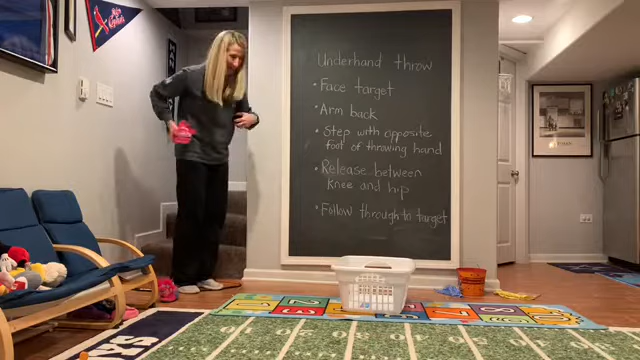 Underhand throw
• Face target
• Arm back
• Step with opposite
foot of throwing hand
• Release between
knee and hip
• Follow through to target